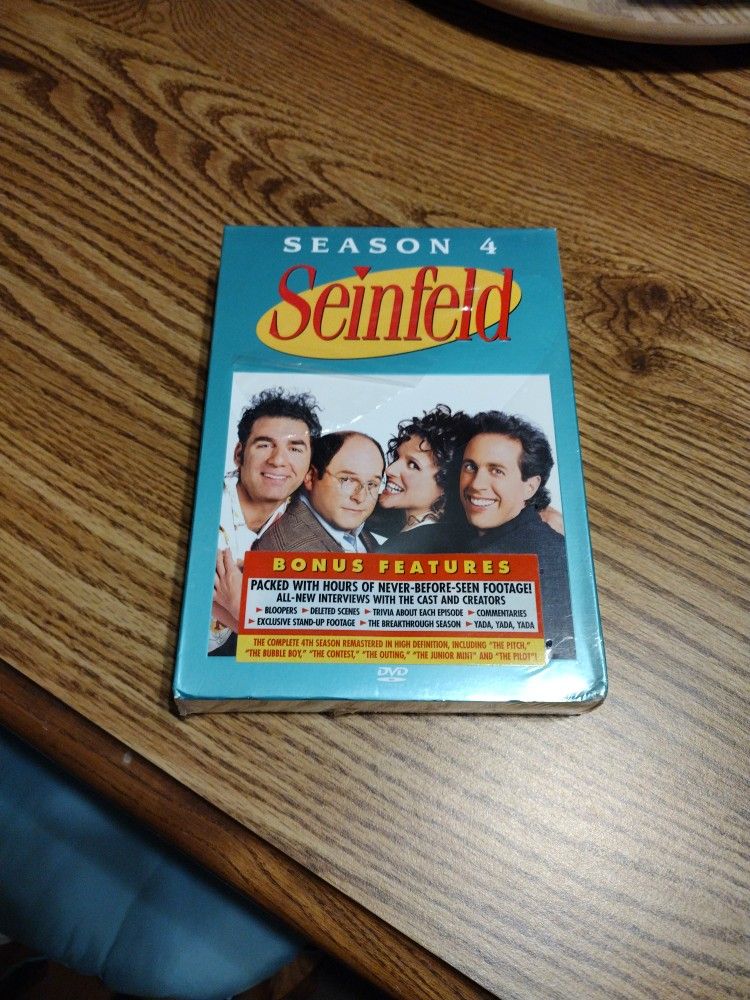 SEASON 4
Seinfeld
BONUS FEATURES
PACKED WITH HOURS OF NEVER-BEFORE-SEEN FOOTAGE!
ALL-NEW INTERVIEWS WITH THE CAST AND CREATORS
► BLOOPERS ► DELETED SCENES ► TRIVIA ABOUT EACH EPISODE ► COMMENTARIES
► EXCLUSIVE STAND-UP FOOTAGE ► THE BREAKTHROUGH SEASON ► YADA, YADA, YADA
THE COMPLETE 4TH SEASON REMASTERED IN HIGH DEFINITION, INCLUDING "THE PITCH,"
"THE BUBBLE BOY," "THE CONTEST," "THE OUTING," "THE JUNIOR MINT" AND "THE PILOT"!
DVD